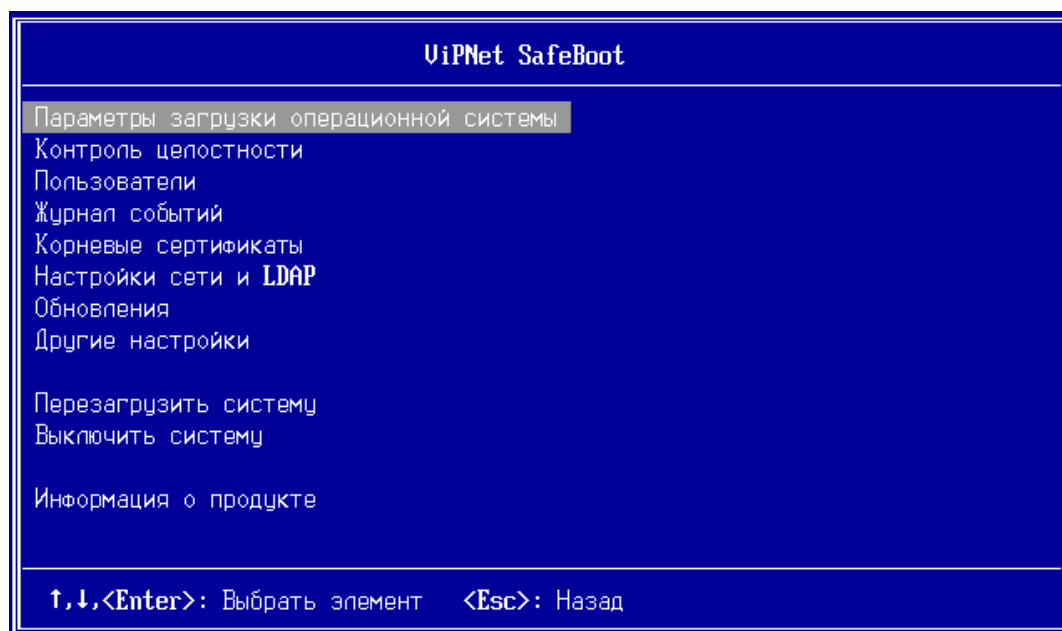 ViPNet SafeBoot
Параметры загрузки операционной системы
Контроль целостности
Пользователи
Журнал событий
Корневые сертификаты
Настройки сети и LDAP
Обновления
Другие настройки
Перезагрузить систему
Выключить систему
Информация о продукте
↑,↓,<Enter>: Выбрать элемент <Esc>: Назад